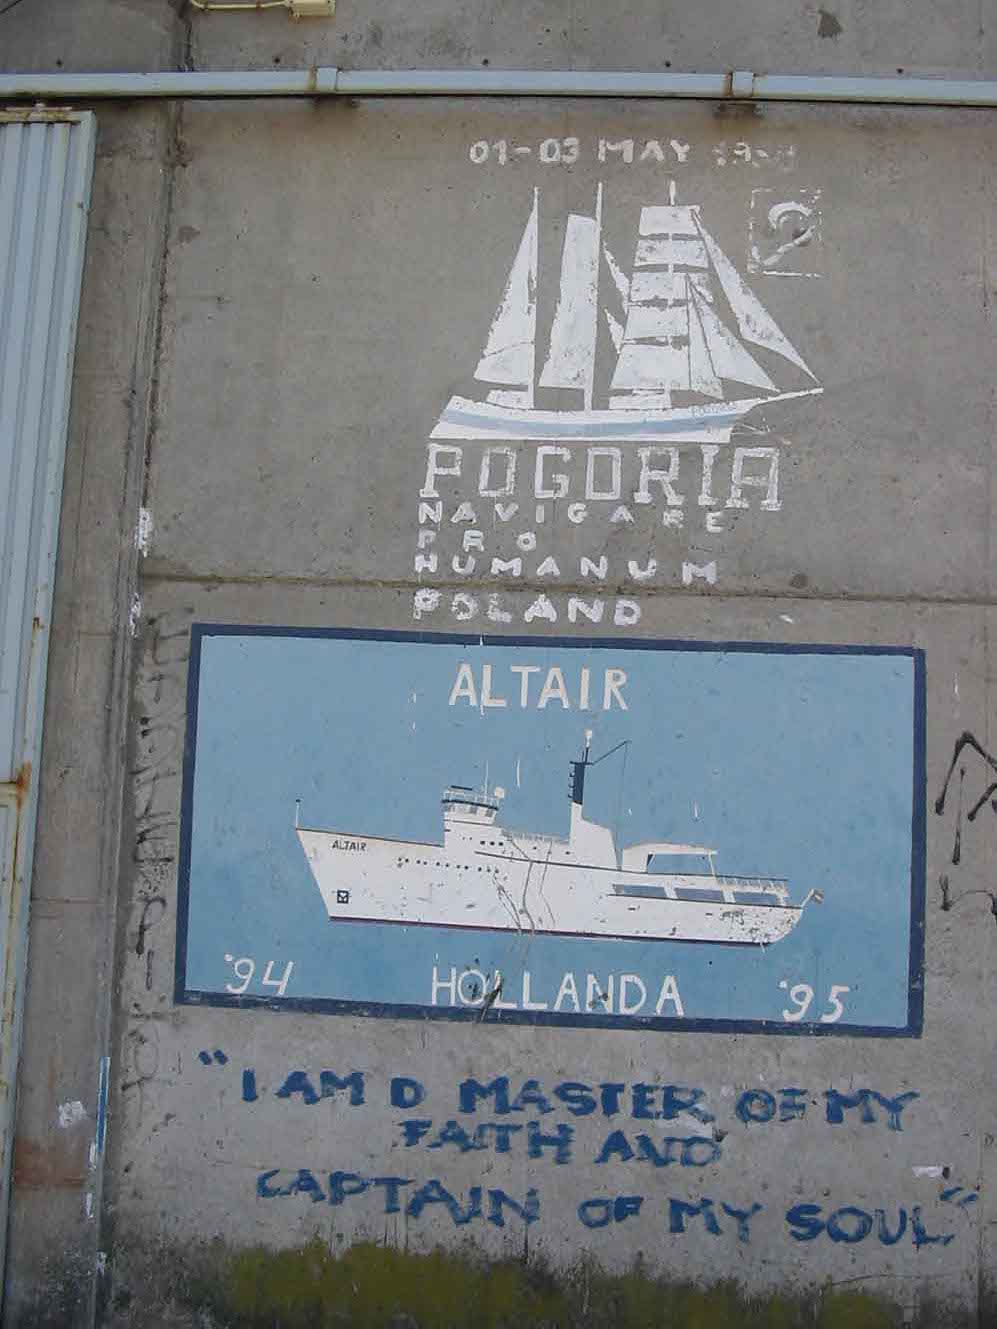 01-03 MAY
POGORIA
NAVIGARE
PRO
HUMANUM
POLAND
ALTAIR
ALTAIR
'94 HOLLANDA '95
"I AM D MASTER OF MY
FAITH AND
CAPTAIN OF MY SOUL"